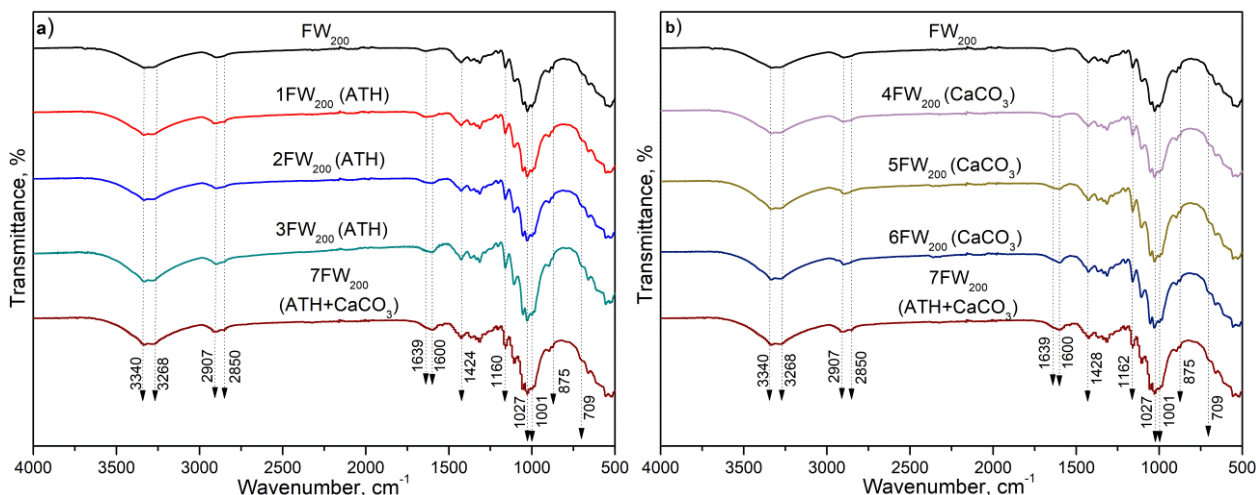 a)
FW200
1FW200 (ATH)
2FW200 (ATH)
3FW200 (ATH)
7FW200
(ATH+CaCO3)
3340
3268
2907
2850
1639
1600
1424
1160
1027
1001
875
709
4000 3500 3000 2500 2000 1500 1000 500
Wavenumber, cm-1
Transmittance, %
b)
FW200
4FW200 (CaCO3)
5FW200 (CaCO3)
6FW200 (CaCO3)
7FW200
(ATH+CaCO3)
3340
3268
2907
2850
1639
1600
1428
1162
1027
1001
875
709
4000 3500 3000 2500 2000 1500 1000 500
Wavenumber, cm-1
Transmittance, %